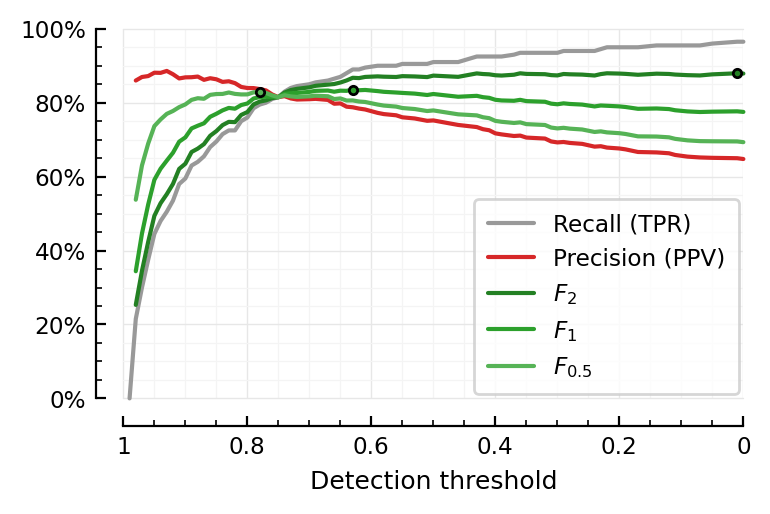 100%
80%
60%
40%
20%
0%
Recall (TPR)
Precision (PPV)
F2
F1
F0.5
1 0.8 0.6 0.4 0.2 0
Detection threshold